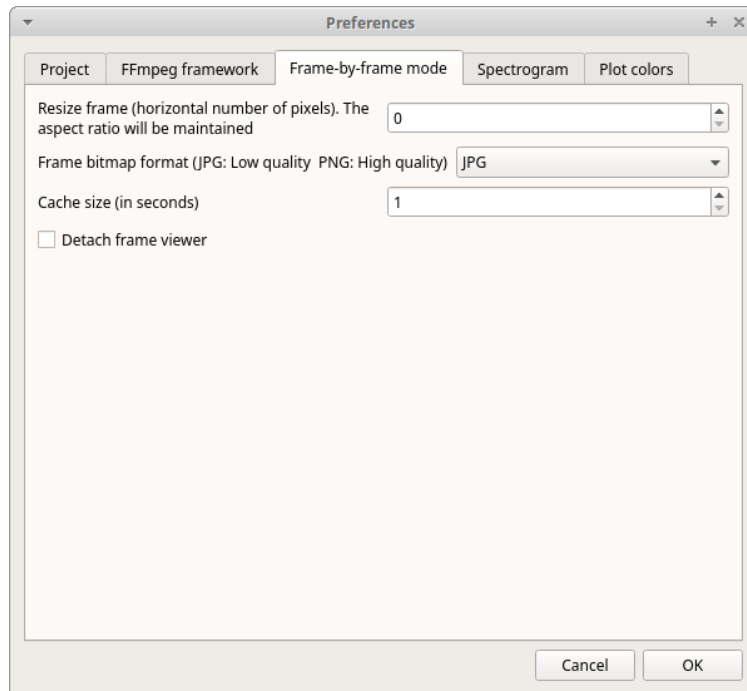 Preferences
Project
FFmpeg framework
Frame-by-frame mode
Spectrogram
Plot colors
Resize frame (horizontal number of pixels). The
aspect ratio will be maintained
0
Frame bitmap format (JPG: Low quality  PNG: High quality)
JPG
Cache size (in seconds)
1
Detach frame viewer
Cancel
OK